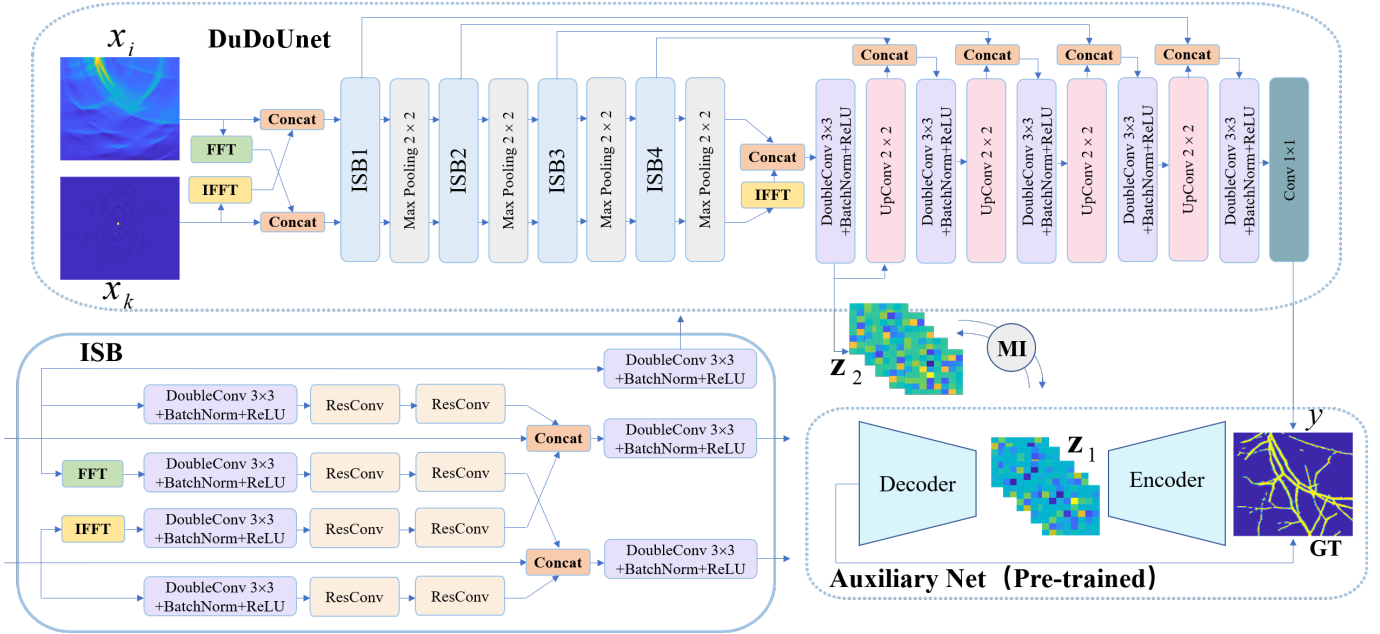 DuDoUnet
x_i
x_k
FFT
IFFT
Concat
Concat
ISB1
Max Pooling 2 × 2
ISB2
Max Pooling 2 × 2
ISB3
Max Pooling 2 × 2
ISB4
Max Pooling 2 × 2
Concat
IFFT
DoubleConv 3×3
+BatchNorm+ReLU
UpConv 2 × 2
Concat
DoubleConv 3×3
+BatchNorm+ReLU
UpConv 2 × 2
Concat
DoubleConv 3×3
+BatchNorm+ReLU
UpConv 2 × 2
Concat
DoubleConv 3×3
+BatchNorm+ReLU
UpConv 2 × 2
Concat
DoubleConv 3×3
+BatchNorm+ReLU
Conv 1×1
z_2
MI
ISB
DoubleConv 3×3
+BatchNorm+ReLU
DoubleConv 3×3
+BatchNorm+ReLU
ResConv
ResConv
Concat
DoubleConv 3×3
+BatchNorm+ReLU
FFT
DoubleConv 3×3
+BatchNorm+ReLU
ResConv
ResConv
IFFT
DoubleConv 3×3
+BatchNorm+ReLU
ResConv
ResConv
Concat
DoubleConv 3×3
+BatchNorm+ReLU
DoubleConv 3×3
+BatchNorm+ReLU
ResConv
ResConv
Decoder
z_1
Encoder
y
GT
Auxiliary Net（Pre-trained）